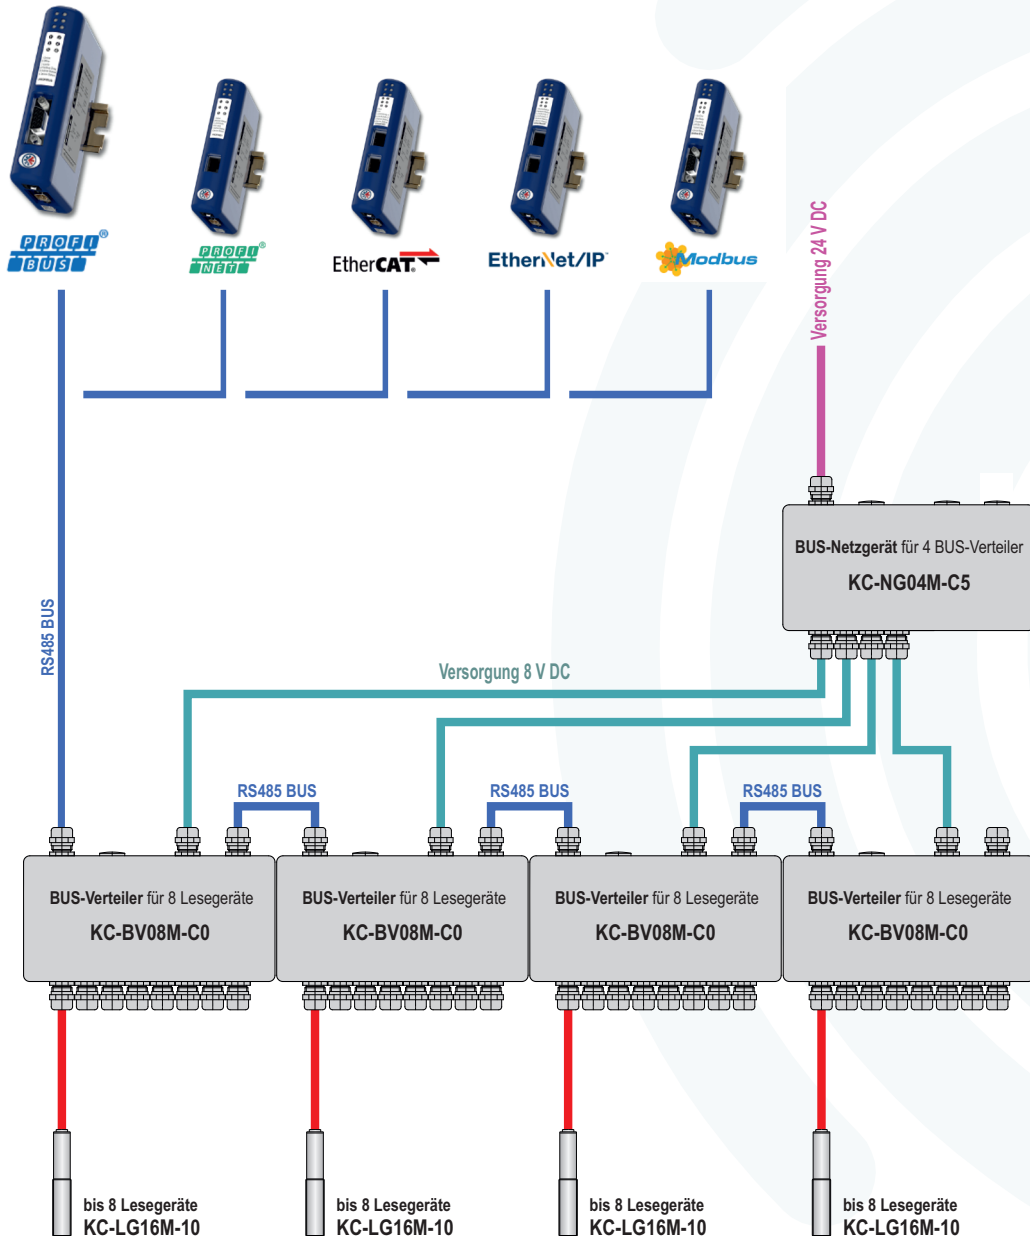 PROFI
BUS®
PROFI
NET®
EtherCAT®
EtherNet/IP™
Modbus
Versorgung 24 V DC
BUS-Netzgerät für 4 BUS-Verteiler
KC-NG04M-C5
RS485 BUS
Versorgung 8 V DC
RS485 BUS
RS485 BUS
RS485 BUS
BUS-Verteiler für 8 Lesegeräte
KC-BV08M-C0
BUS-Verteiler für 8 Lesegeräte
KC-BV08M-C0
BUS-Verteiler für 8 Lesegeräte
KC-BV08M-C0
BUS-Verteiler für 8 Lesegeräte
KC-BV08M-C0
bis 8 Lesegeräte
KC-LG16M-10
bis 8 Lesegeräte
KC-LG16M-10
bis 8 Lesegeräte
KC-LG16M-10
bis 8 Lesegeräte
KC-LG16M-10